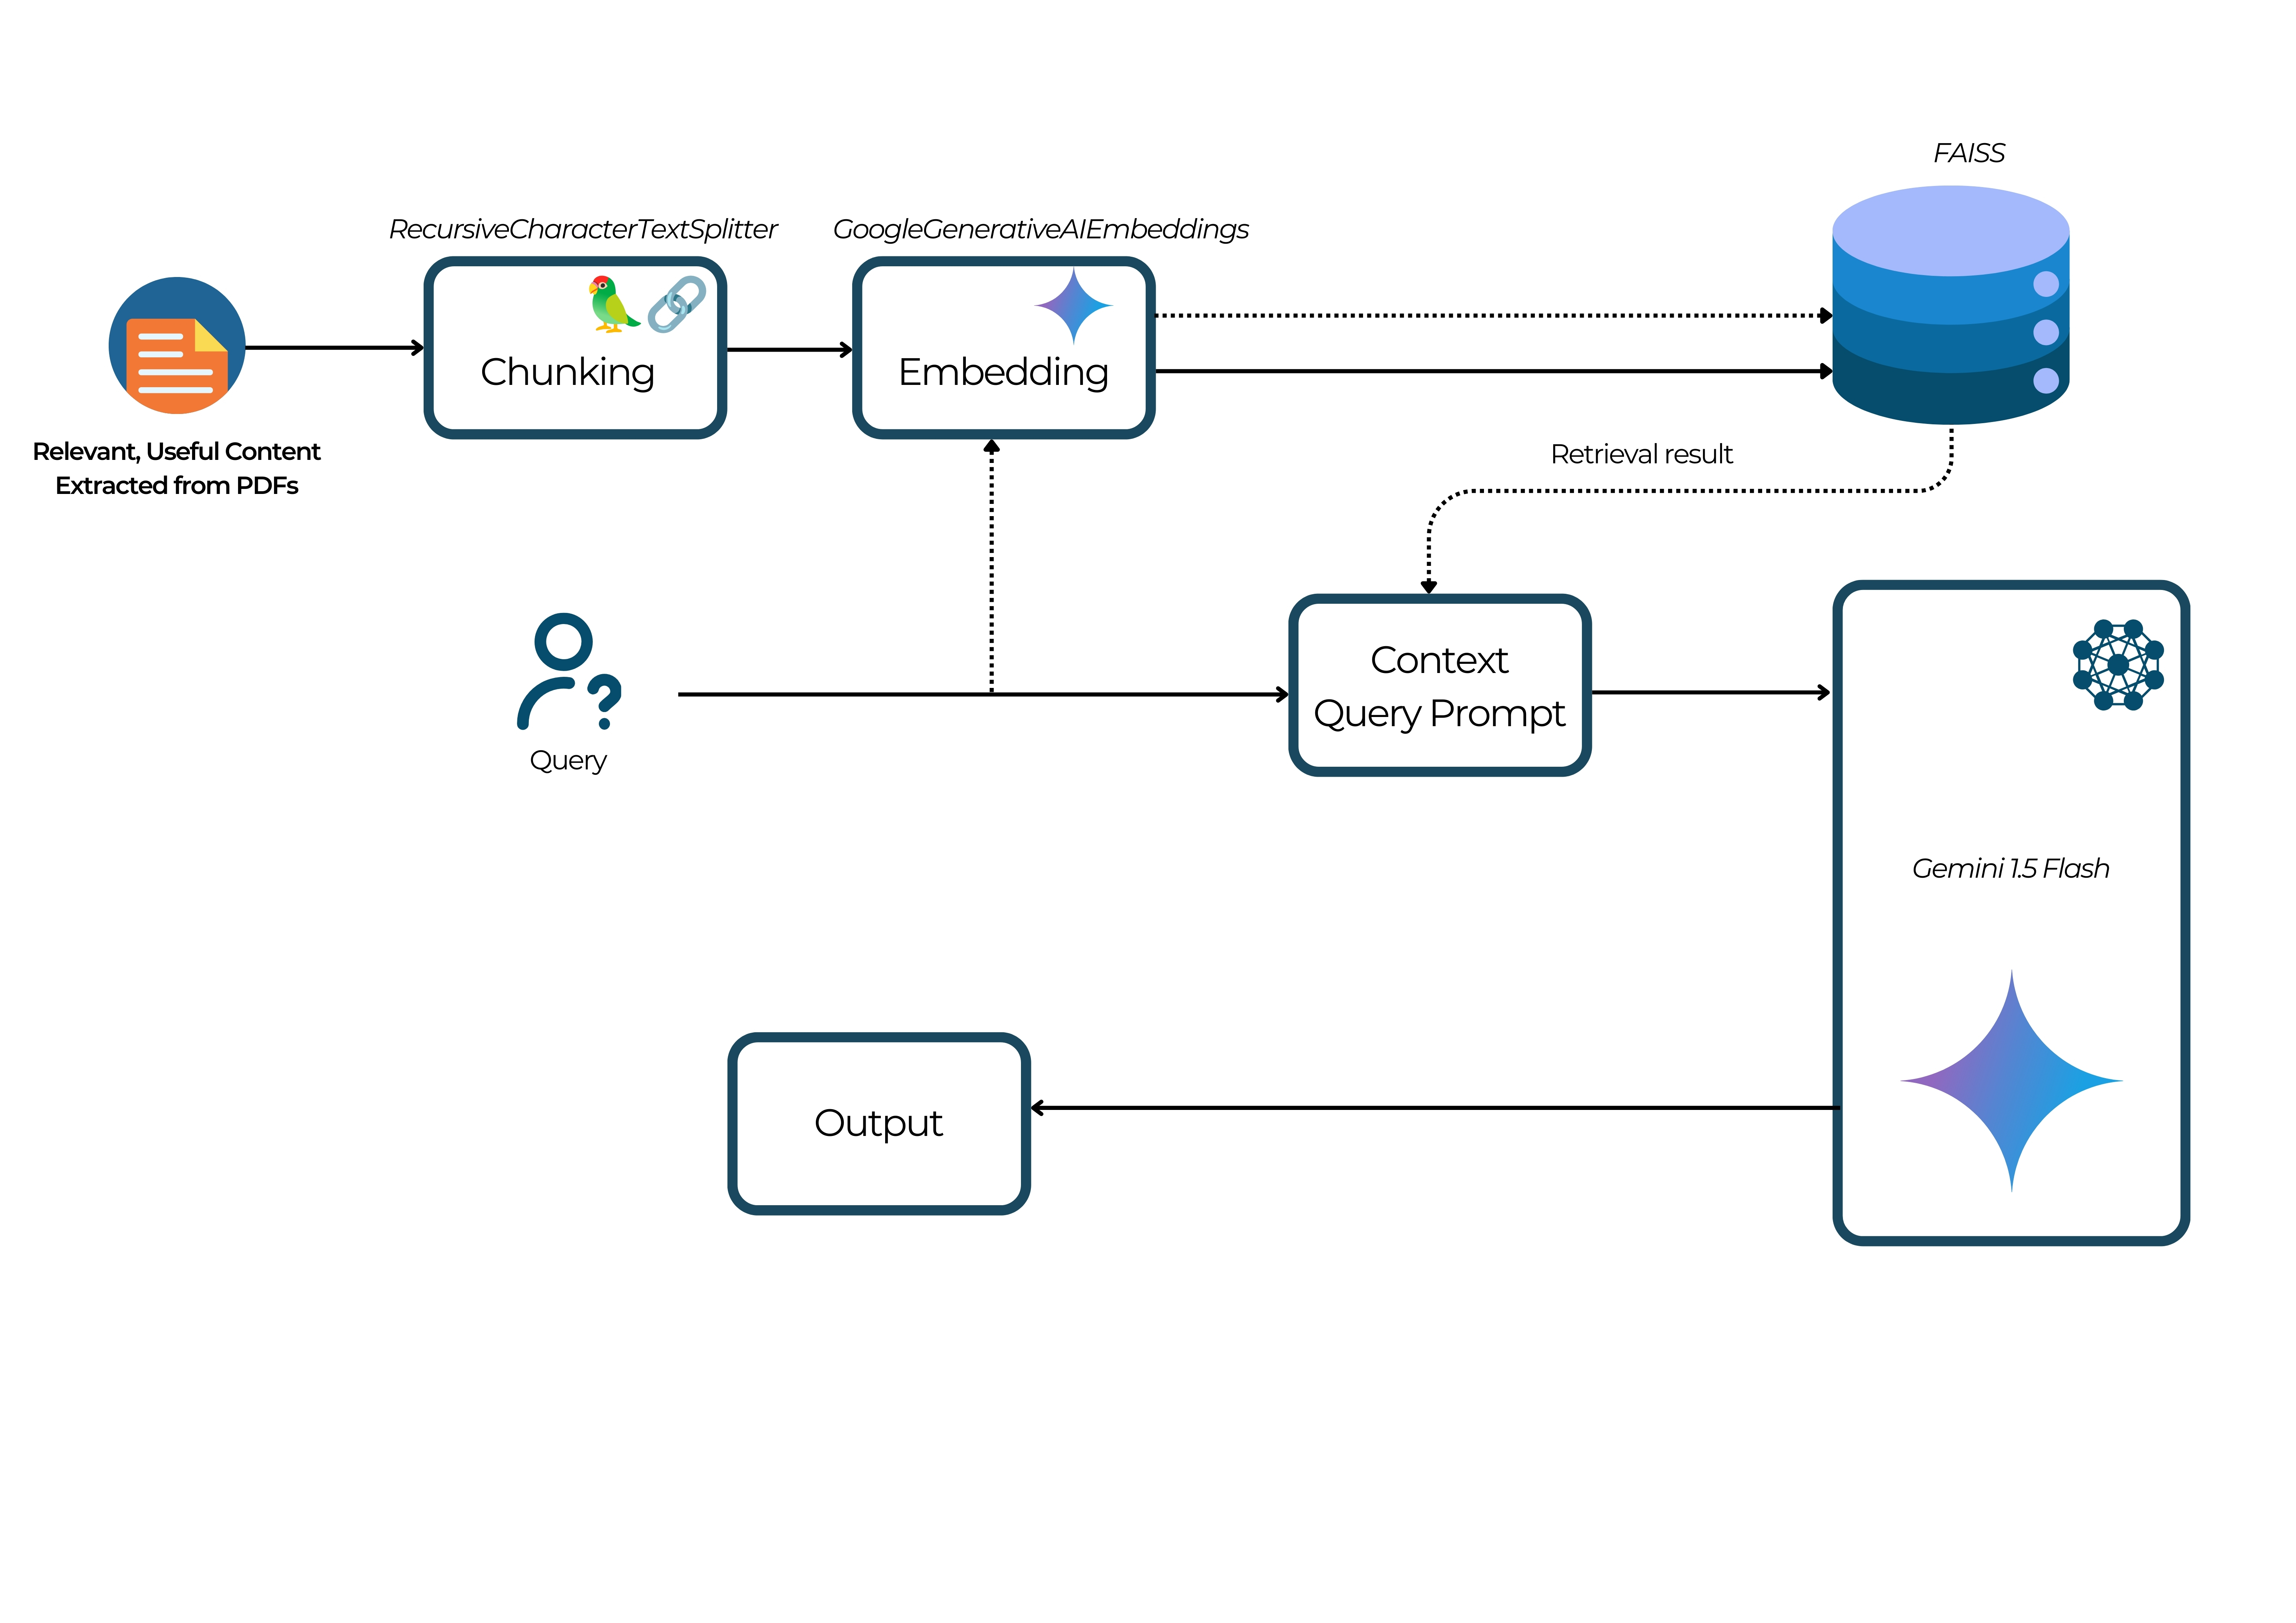 FAISS
RecursiveCharacterTextSplitter
GoogleGenerativeAIEmbeddings
Chunking
Embedding
Relevant, Useful Content
Extracted from PDFs
Retrieval result
Context
Query Prompt
Query
Gemini 1.5 Flash
Output